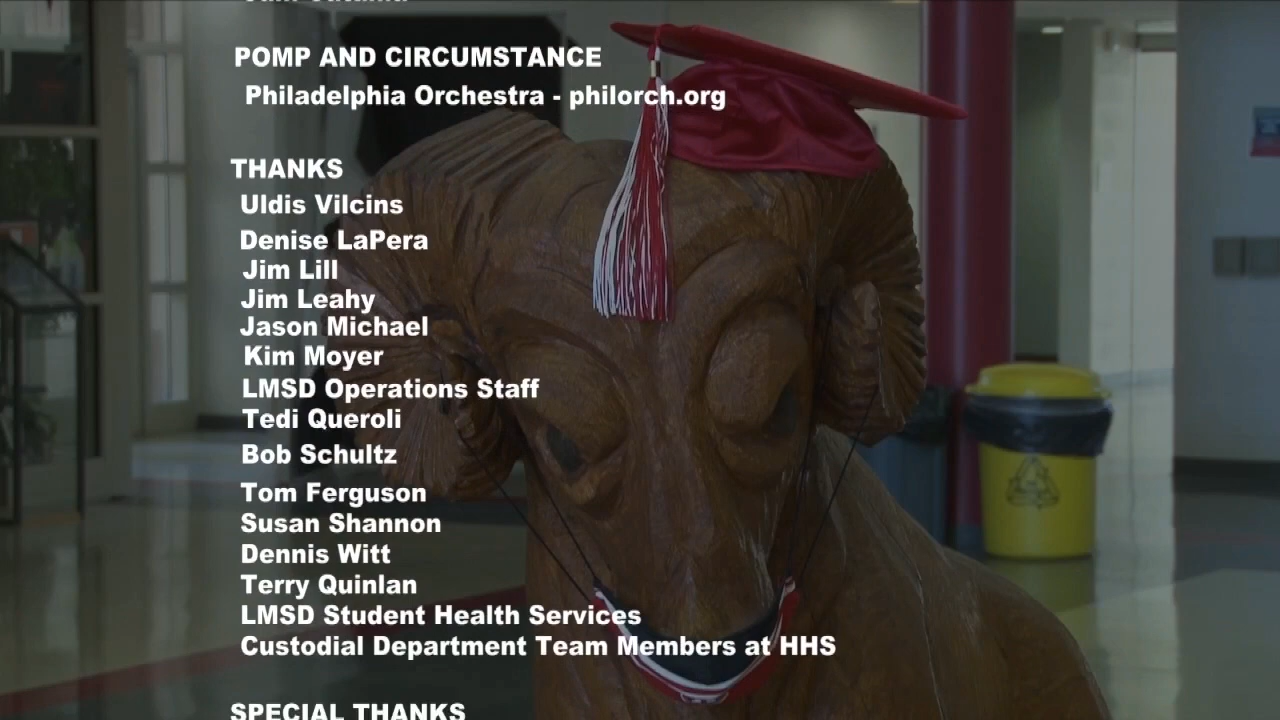 POMP AND CIRCUMSTANCE
Philadelphia Orchestra - philorch.org
THANKS
Uldis Vilcins
Denise LaPera
Jim Lill
Jim Leahy
Jason Michael
Kim Moyer
LMSD Operations Staff
Tedi Queroli
Bob Schultz
Tom Ferguson
Susan Shannon
Dennis Witt
Terry Quinlan
LMSD Student Health Services
Custodial Department Team Members at HHS
SPECIAL THANKS